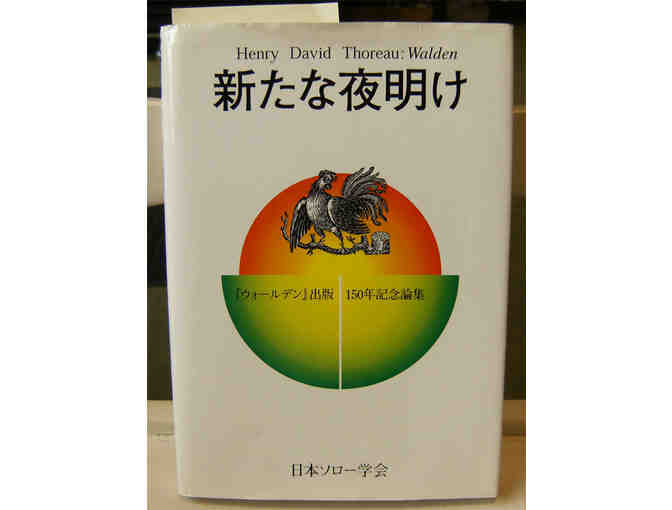 Henry David Thoreau: Walden
新たな夜明け
『ウォールデン』出版 150年記念論集
日本ソロー学会